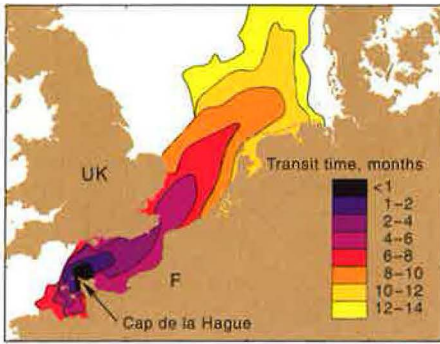 UK
Transit time, months
<1
1–2
2–4
4–6
6–8
8–10
10–12
12–14
F
Cap de la Hague